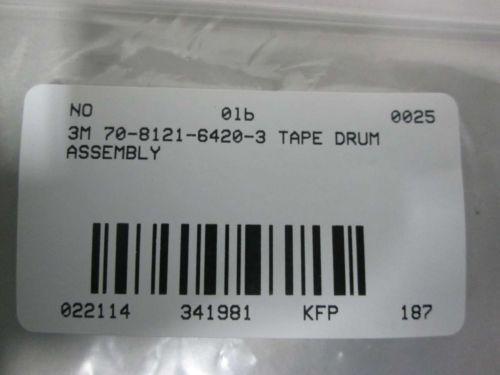 NO 01b 0025
3M 70-8121-6420-3 TAPE DRUM
ASSEMBLY
022114 341981 KFP 187